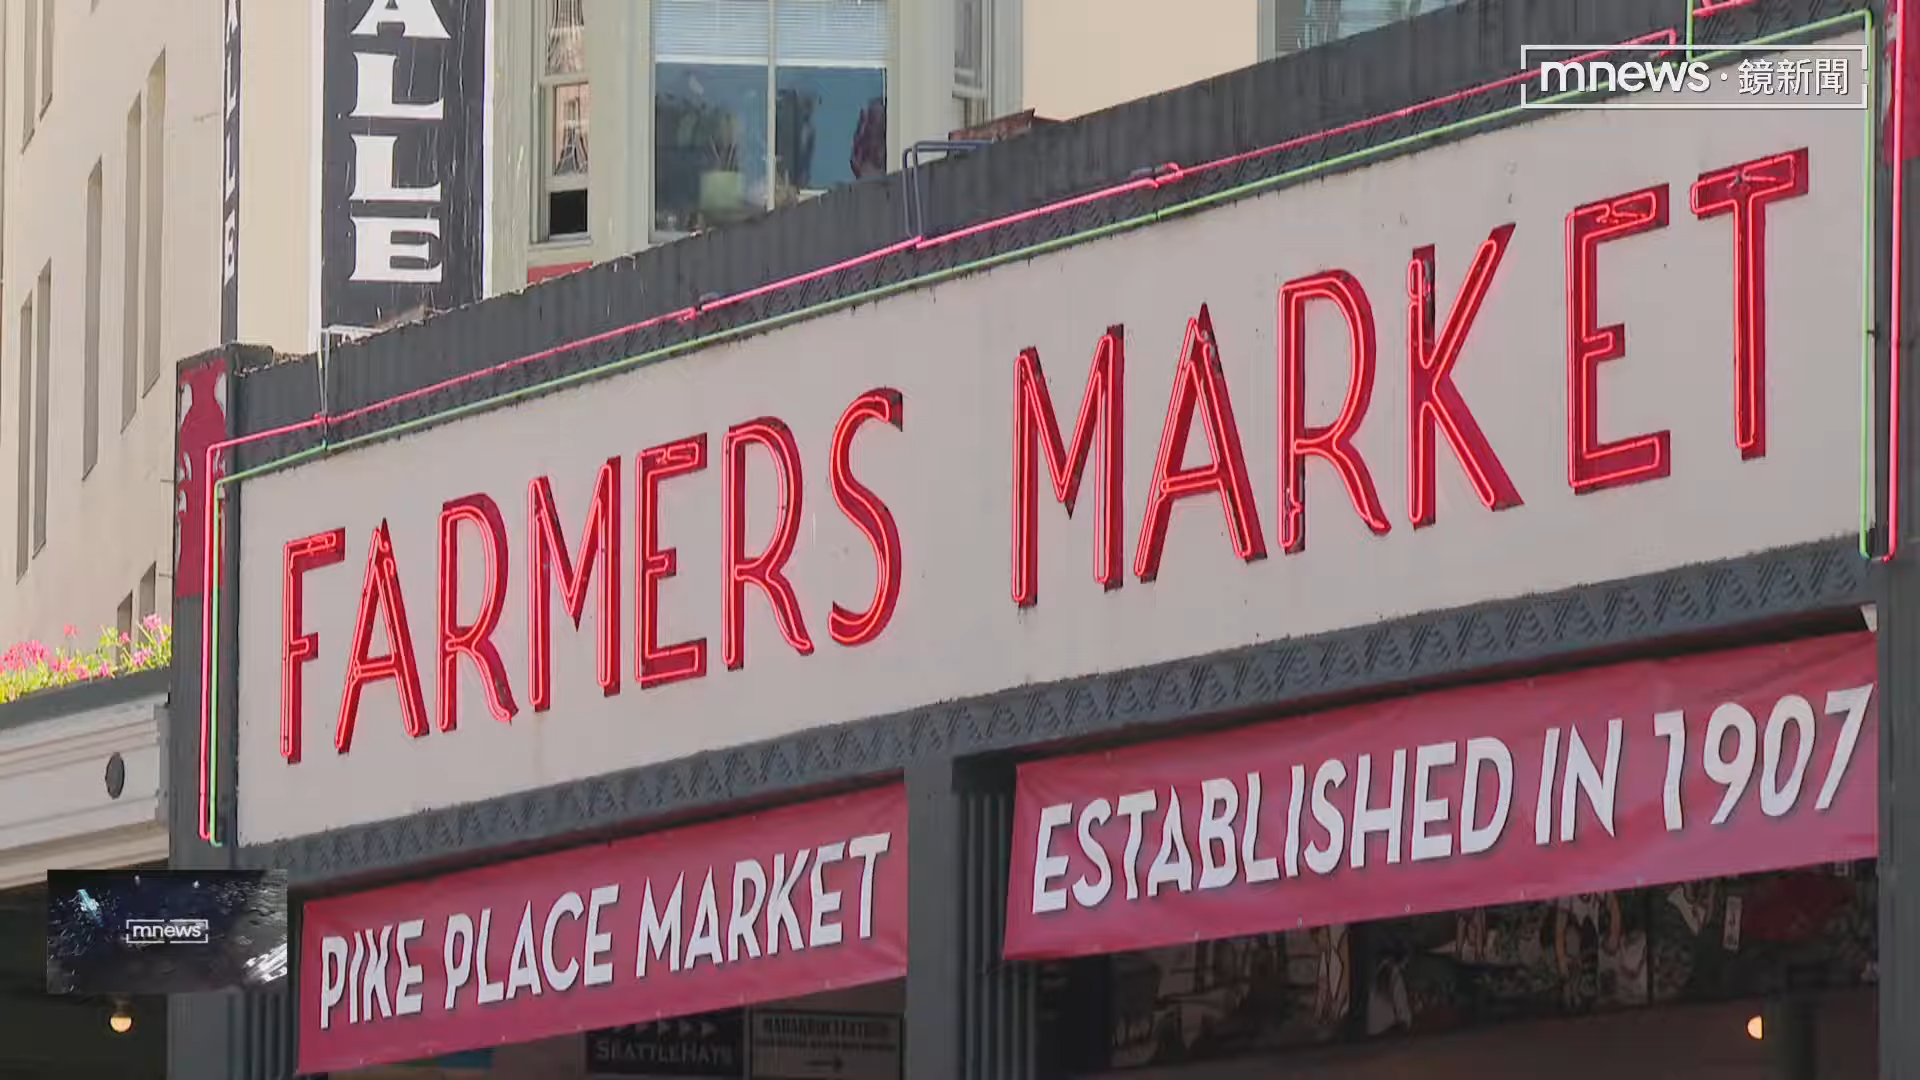 ALLE
mnews·鏡新聞
FARMERS MARKET
ESTABLISHED IN 1907
PIKE PLACE MARKET
mnews
SEATTLEHATS